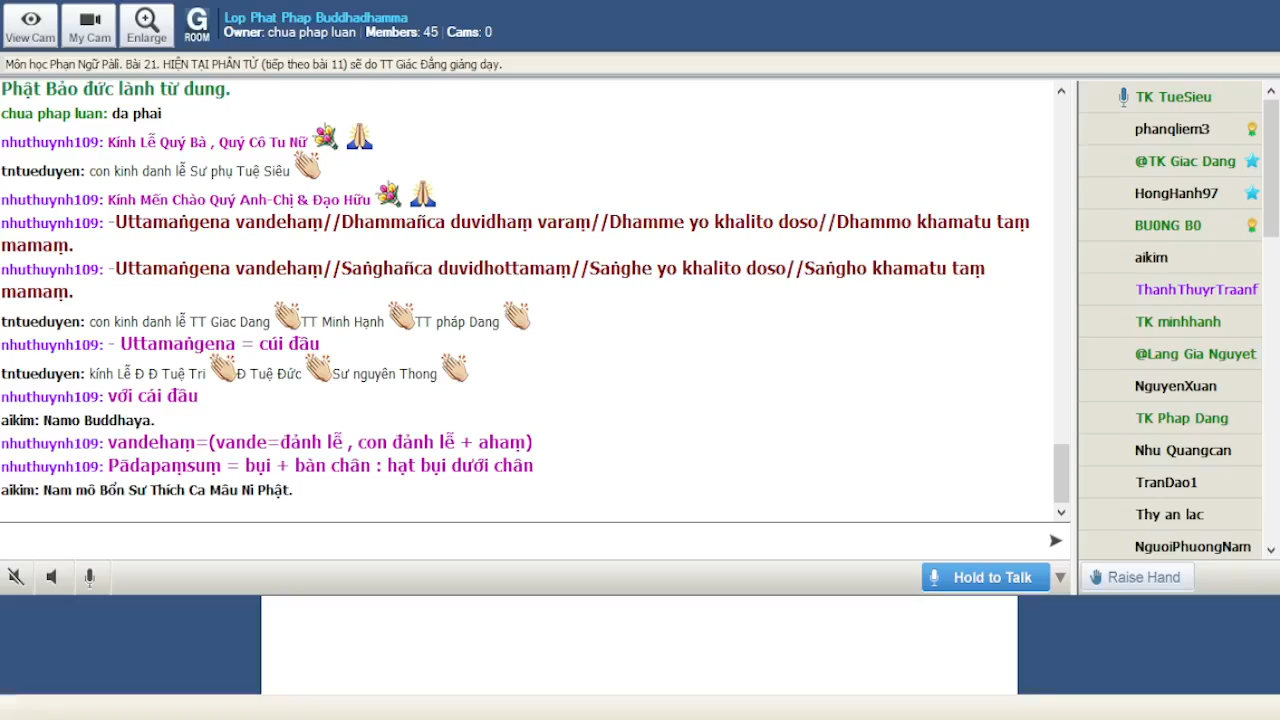 View Cam
My Cam
Enlarge
G
ROOM
Lop Phat Phap Buddhadhamma
Owner: chua phap luan | Members: 45 | Cams: 0
Môn học Phạn Ngữ Pāli. Bài 21. HIỆN TẠI PHÂN TỪ (tiếp theo bài 11) sẽ do TT Giác Đẳng giảng dạy.
Phật Bảo đức lành từ dung.
chua phap luan: da phai
nhuthuynh109: Kính Lễ Quý Bà , Quý Cô Tu Nữ
tntueduyen: con kinh danh lễ Sư phụ Tuệ Siêu
nhuthuynh109: Kính Mến Chào Quý Anh-Chị & Đạo Hữu
nhuthuynh109: -Uttamaṅgena vandehaṃ//Dhammañca duvidhaṃ varaṃ//Dhamme yo khalito doso//Dhammo khamatu taṃ
mamaṃ.
nhuthuynh109: -Uttamaṅgena vandehaṃ//Saṅghañca duvidhottamaṃ//Saṅghe yo khalito doso//Saṅgho khamatu taṃ
mamaṃ.
tntueduyen: con kinh danh lễ TT Giac Dang TT Minh Hạnh TT pháp Dang
nhuthuynh109: - Uttamaṅgena = cúi đầu
tntueduyen: kính Lễ Đ Đ Tuệ Tri Đ Tuệ Đức Sư nguyên Thong
nhuthuynh109: với cái đầu
aikim: Namo Buddhaya.
nhuthuynh109: vandehaṃ=(vande=đảnh lễ , con đảnh lễ + ahaṃ)
nhuthuynh109: Pādapaṃsuṃ = bụi + bàn chân : hạt bụi dưới chân
aikim: Nam mô Bổn Sư Thích Ca Mâu Ni Phật.
Hold to Talk
TK TueSieu
phanqliem3
@TK Giac Dang
HongHanh97
BU0NG B0
aikim
ThanhThuyrTraanf
TK minhhanh
@Lang Gia Nguyet
NguyenXuan
TK Phap Dang
Nhu Quangcan
TranDao1
Thy an lac
NguoiPhuongNam
Raise Hand